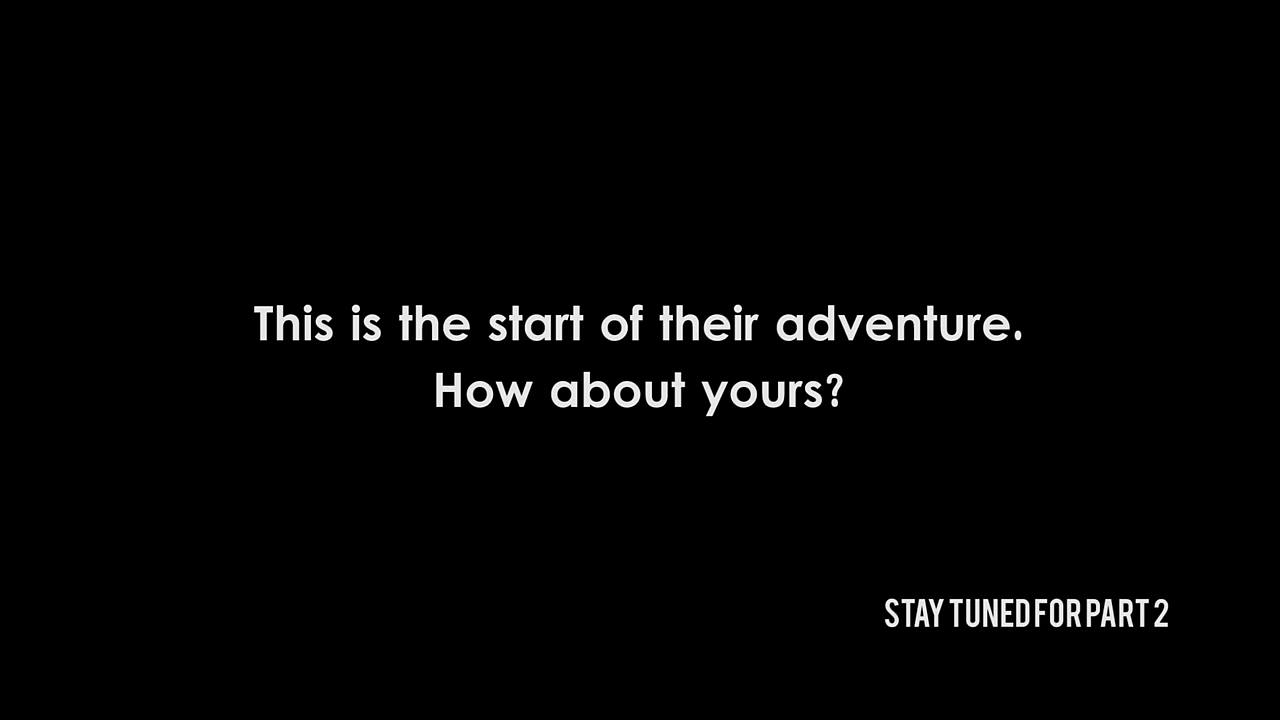 This is the start of their adventure.
How about yours?
STAY TUNED FOR PART 2